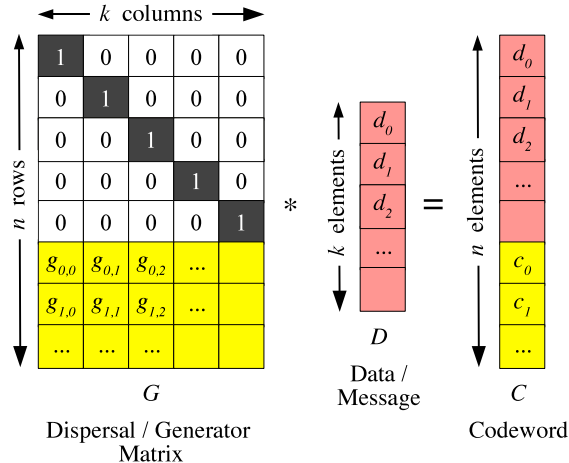 k columns
n rows
1 0 0 0 0
0 1 0 0 0
0 0 1 0 0
0 0 0 1 0
0 0 0 0 1
g0,0 g0,1 g0,2 ...
g1,0 g1,1 g1,2 ...
... ... ...
G
Dispersal / Generator
Matrix
*
k elements
d0
d1
d2
...
D
Data /
Message
=
n elements
d0
d1
d2
...
c0
c1
...
C
Codeword